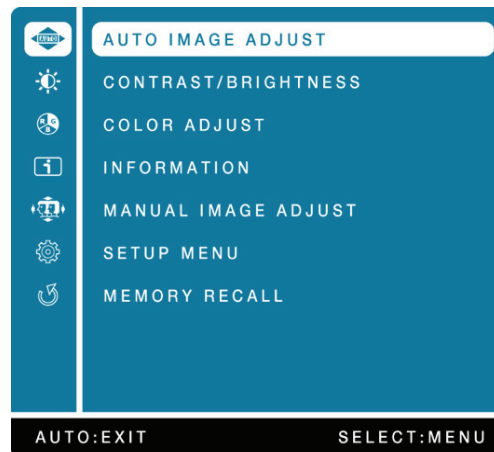 AUTO AUTO IMAGE ADJUST
CONTRAST/BRIGHTNESS
R G B COLOR ADJUST
i INFORMATION
MANUAL IMAGE ADJUST
SETUP MENU
MEMORY RECALL
AUTO:EXIT SELECT:MENU